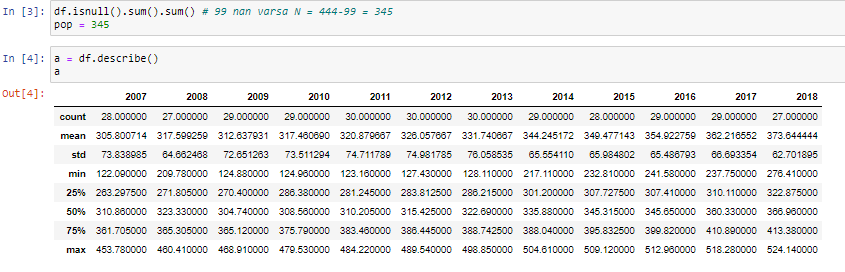 In [3]: df.isnull().sum().sum() # 99 nan varsa N = 444-99 = 345
pop = 345
In [4]: a = df.describe()
a
Out[4]:
2007 2008 2009 2010 2011 2012 2013 2014 2015 2016 2017 2018
count 28.000000 27.000000 29.000000 29.000000 30.000000 30.000000 30.000000 29.000000 28.000000 29.000000 29.000000 27.000000
mean 305.800714 317.599259 312.637931 317.460690 320.879667 326.057667 331.740667 344.245172 349.477143 354.922759 362.216552 373.644444
std 73.838985 64.662468 72.651263 73.511294 74.711789 74.981785 76.058535 65.554110 65.984802 65.486793 66.693354 62.701895
min 122.090000 209.780000 124.880000 124.960000 123.160000 127.430000 128.110000 217.110000 232.810000 241.580000 237.750000 276.410000
25% 263.297500 271.805000 270.400000 286.380000 281.245000 283.812500 286.215000 301.200000 307.727500 307.410000 310.110000 322.875000
50% 310.860000 323.330000 304.740000 308.560000 310.205000 315.425000 322.690000 335.880000 345.315000 345.650000 360.330000 366.960000
75% 361.705000 365.305000 365.120000 375.790000 383.460000 386.445000 388.742500 388.040000 395.832500 399.820000 410.890000 413.380000
max 453.780000 460.410000 468.910000 479.530000 484.220000 489.540000 498.850000 504.610000 509.120000 512.960000 518.280000 524.140000